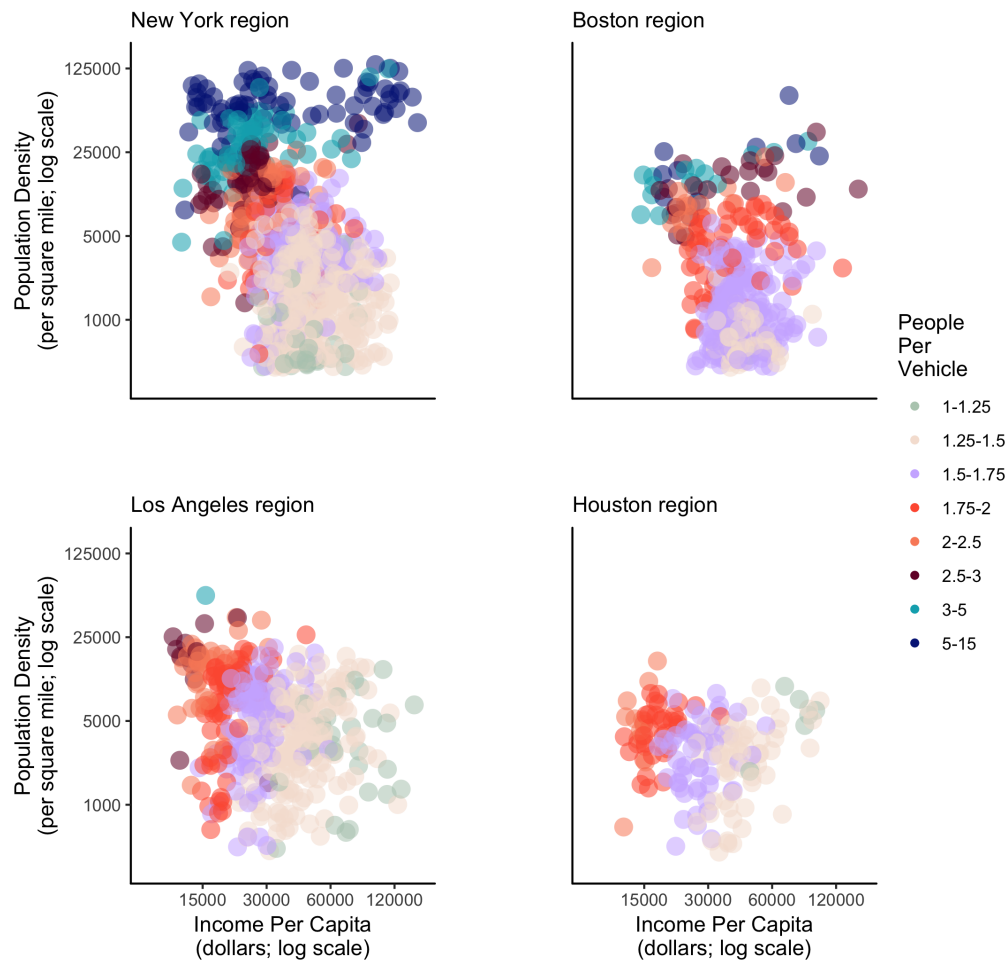 New York region
Boston region
125000
25000
5000
1000
Population Density
(per square mile; log scale)
People
Per
Vehicle
1-1.25
1.25-1.5
1.5-1.75
1.75-2
2-2.5
2.5-3
3-5
5-15
Los Angeles region
Houston region
125000
25000
5000
1000
Population Density
(per square mile; log scale)
15000
30000
60000
120000
15000
30000
60000
120000
Income Per Capita
(dollars; log scale)
Income Per Capita
(dollars; log scale)